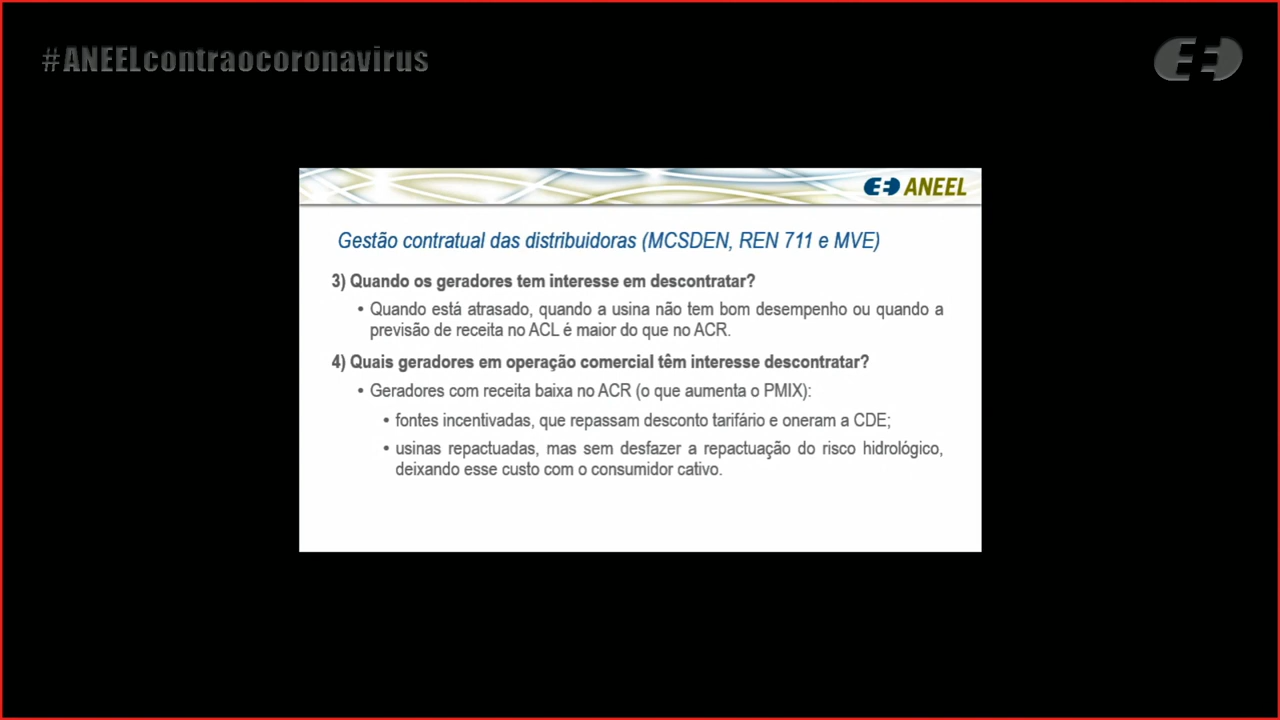 #ANEELcontraocoronavirus
ANEEL
Gestão contratual das distribuidoras (MCSDEN, REN 711 e MVE)
3) Quando os geradores tem interesse em descontratar?
• Quando está atrasado, quando a usina não tem bom desempenho ou quando a
previsão de receita no ACL é maior do que no ACR.
4) Quais geradores em operação comercial têm interesse descontratar?
• Geradores com receita baixa no ACR (o que aumenta o PMIX):
• fontes incentivadas, que repassam desconto tarifário e oneram a CDE;
• usinas repactuadas, mas sem desfazer a repactuação do risco hidrológico,
deixando esse custo com o consumidor cativo.